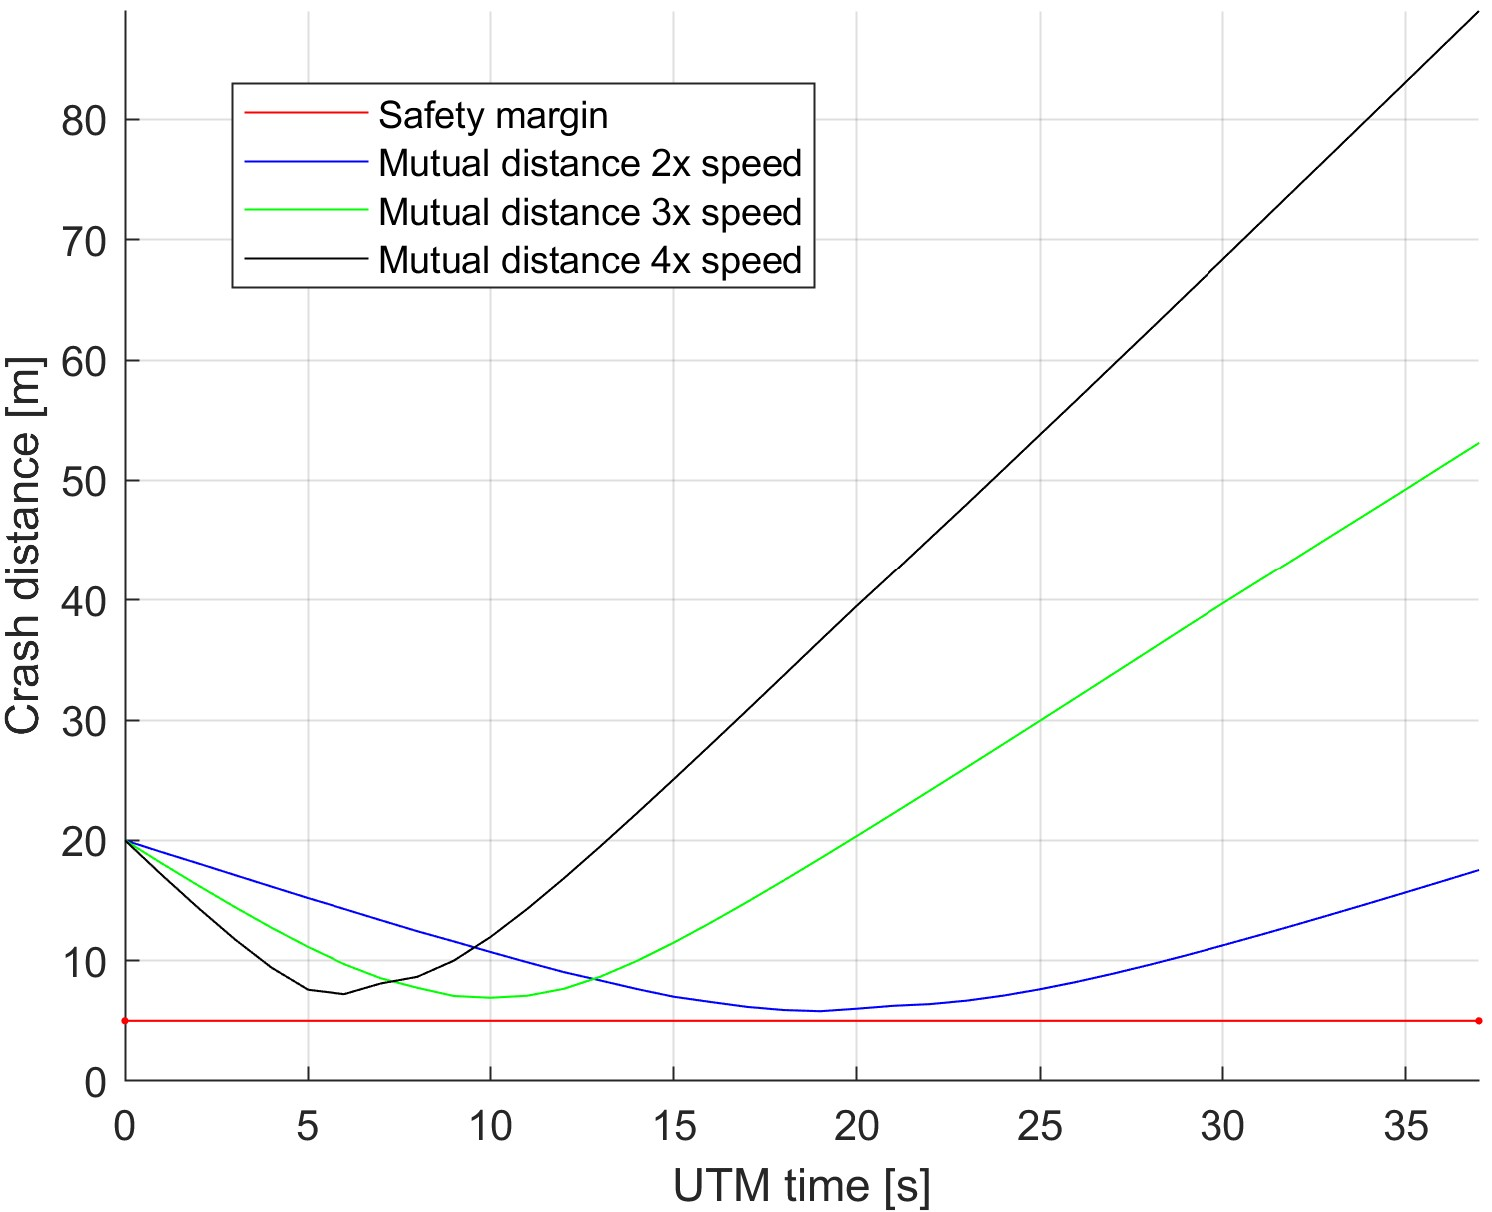 Safety margin
Mutual distance 2x speed
Mutual distance 3x speed
Mutual distance 4x speed
Crash distance [m]
80
70
60
50
40
30
20
10
0
0 5 10 15 20 25 30 35
UTM time [s]